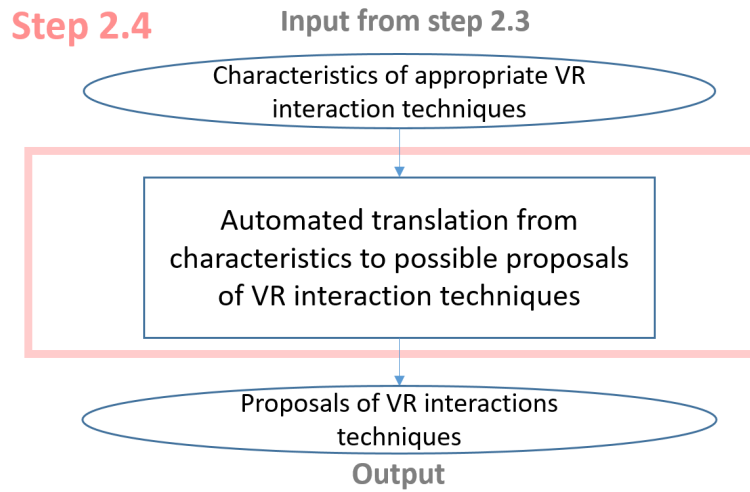 Step 2.4
Input from step 2.3
Characteristics of appropriate VR
interaction techniques
Automated translation from
characteristics to possible proposals
of VR interaction techniques
Proposals of VR interactions
techniques
Output